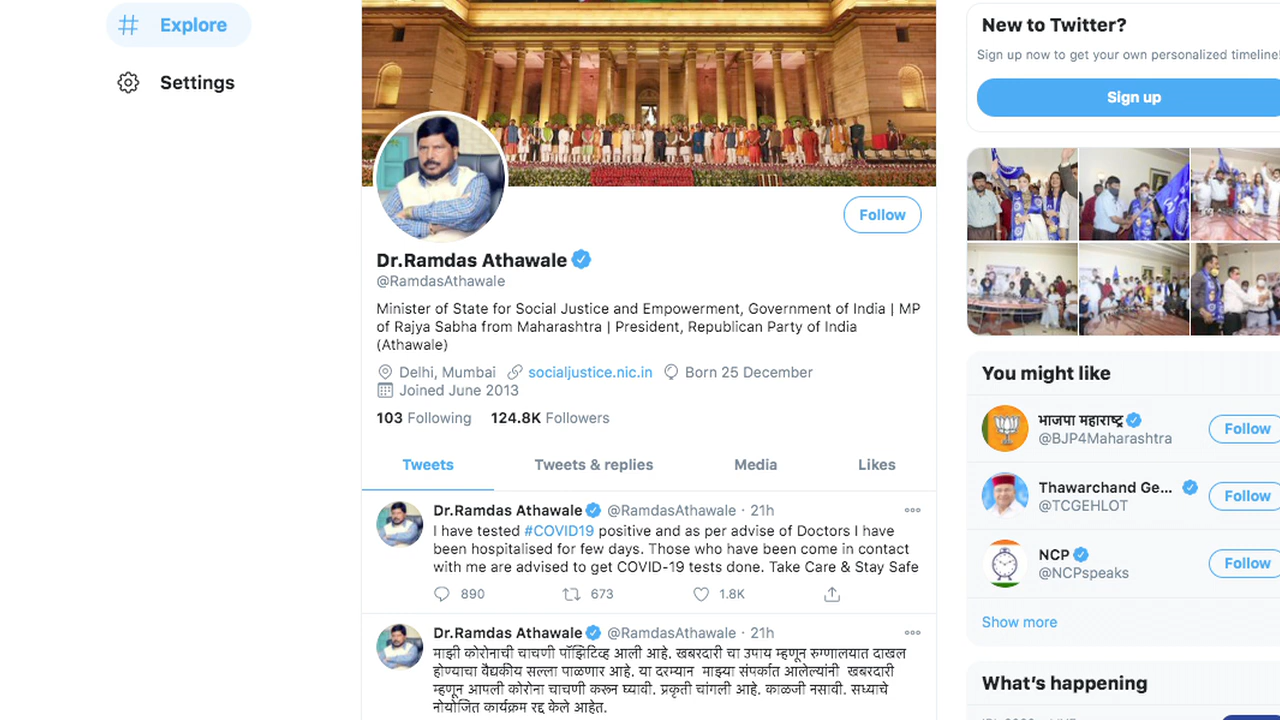 Explore
Settings
Dr.Ramdas Athawale
@RamdasAthawale
Follow
Minister of State for Social Justice and Empowerment, Government of India | MP
of Rajya Sabha from Maharashtra | President, Republican Party of India
(Athawale)
Delhi, Mumbai socialjustice.nic.in Born 25 December
Joined June 2013
103 Following 124.8K Followers
Tweets Tweets & replies Media Likes
Dr.Ramdas Athawale @RamdasAthawale · 21h
I have tested #COVID19 positive and as per advise of Doctors I have
been hospitalised for few days. Those who have been come in contact
with me are advised to get COVID-19 tests done. Take Care & Stay Safe
890 673 1.8K
Dr.Ramdas Athawale @RamdasAthawale · 21h
माझी कोरोनाची चाचणी पॉझिटिव्ह आली आहे. खबरदारी चा उपाय म्हणून रुग्णालयात दाखल
होण्याचा वैद्यकीय सल्ला पाळणार आहे. या दरम्यान माझ्या संपर्कात आलेल्यांनी खबरदारी
म्हणून आपली कोरोना चाचणी करून घ्यावी. प्रकृती चांगली आहे. काळजी नसावी. सध्याचे
नोयोजित कार्यक्रम रद्द केले आहेत.
New to Twitter?
Sign up now to get your own personalized timeline!
Sign up
You might like
भाजपा महाराष्ट्र
@BJP4Maharashtra
Follow
Thawarchand Ge...
@TCGEHLOT
Follow
NCP
@NCPspeaks
Follow
Show more
What's happening